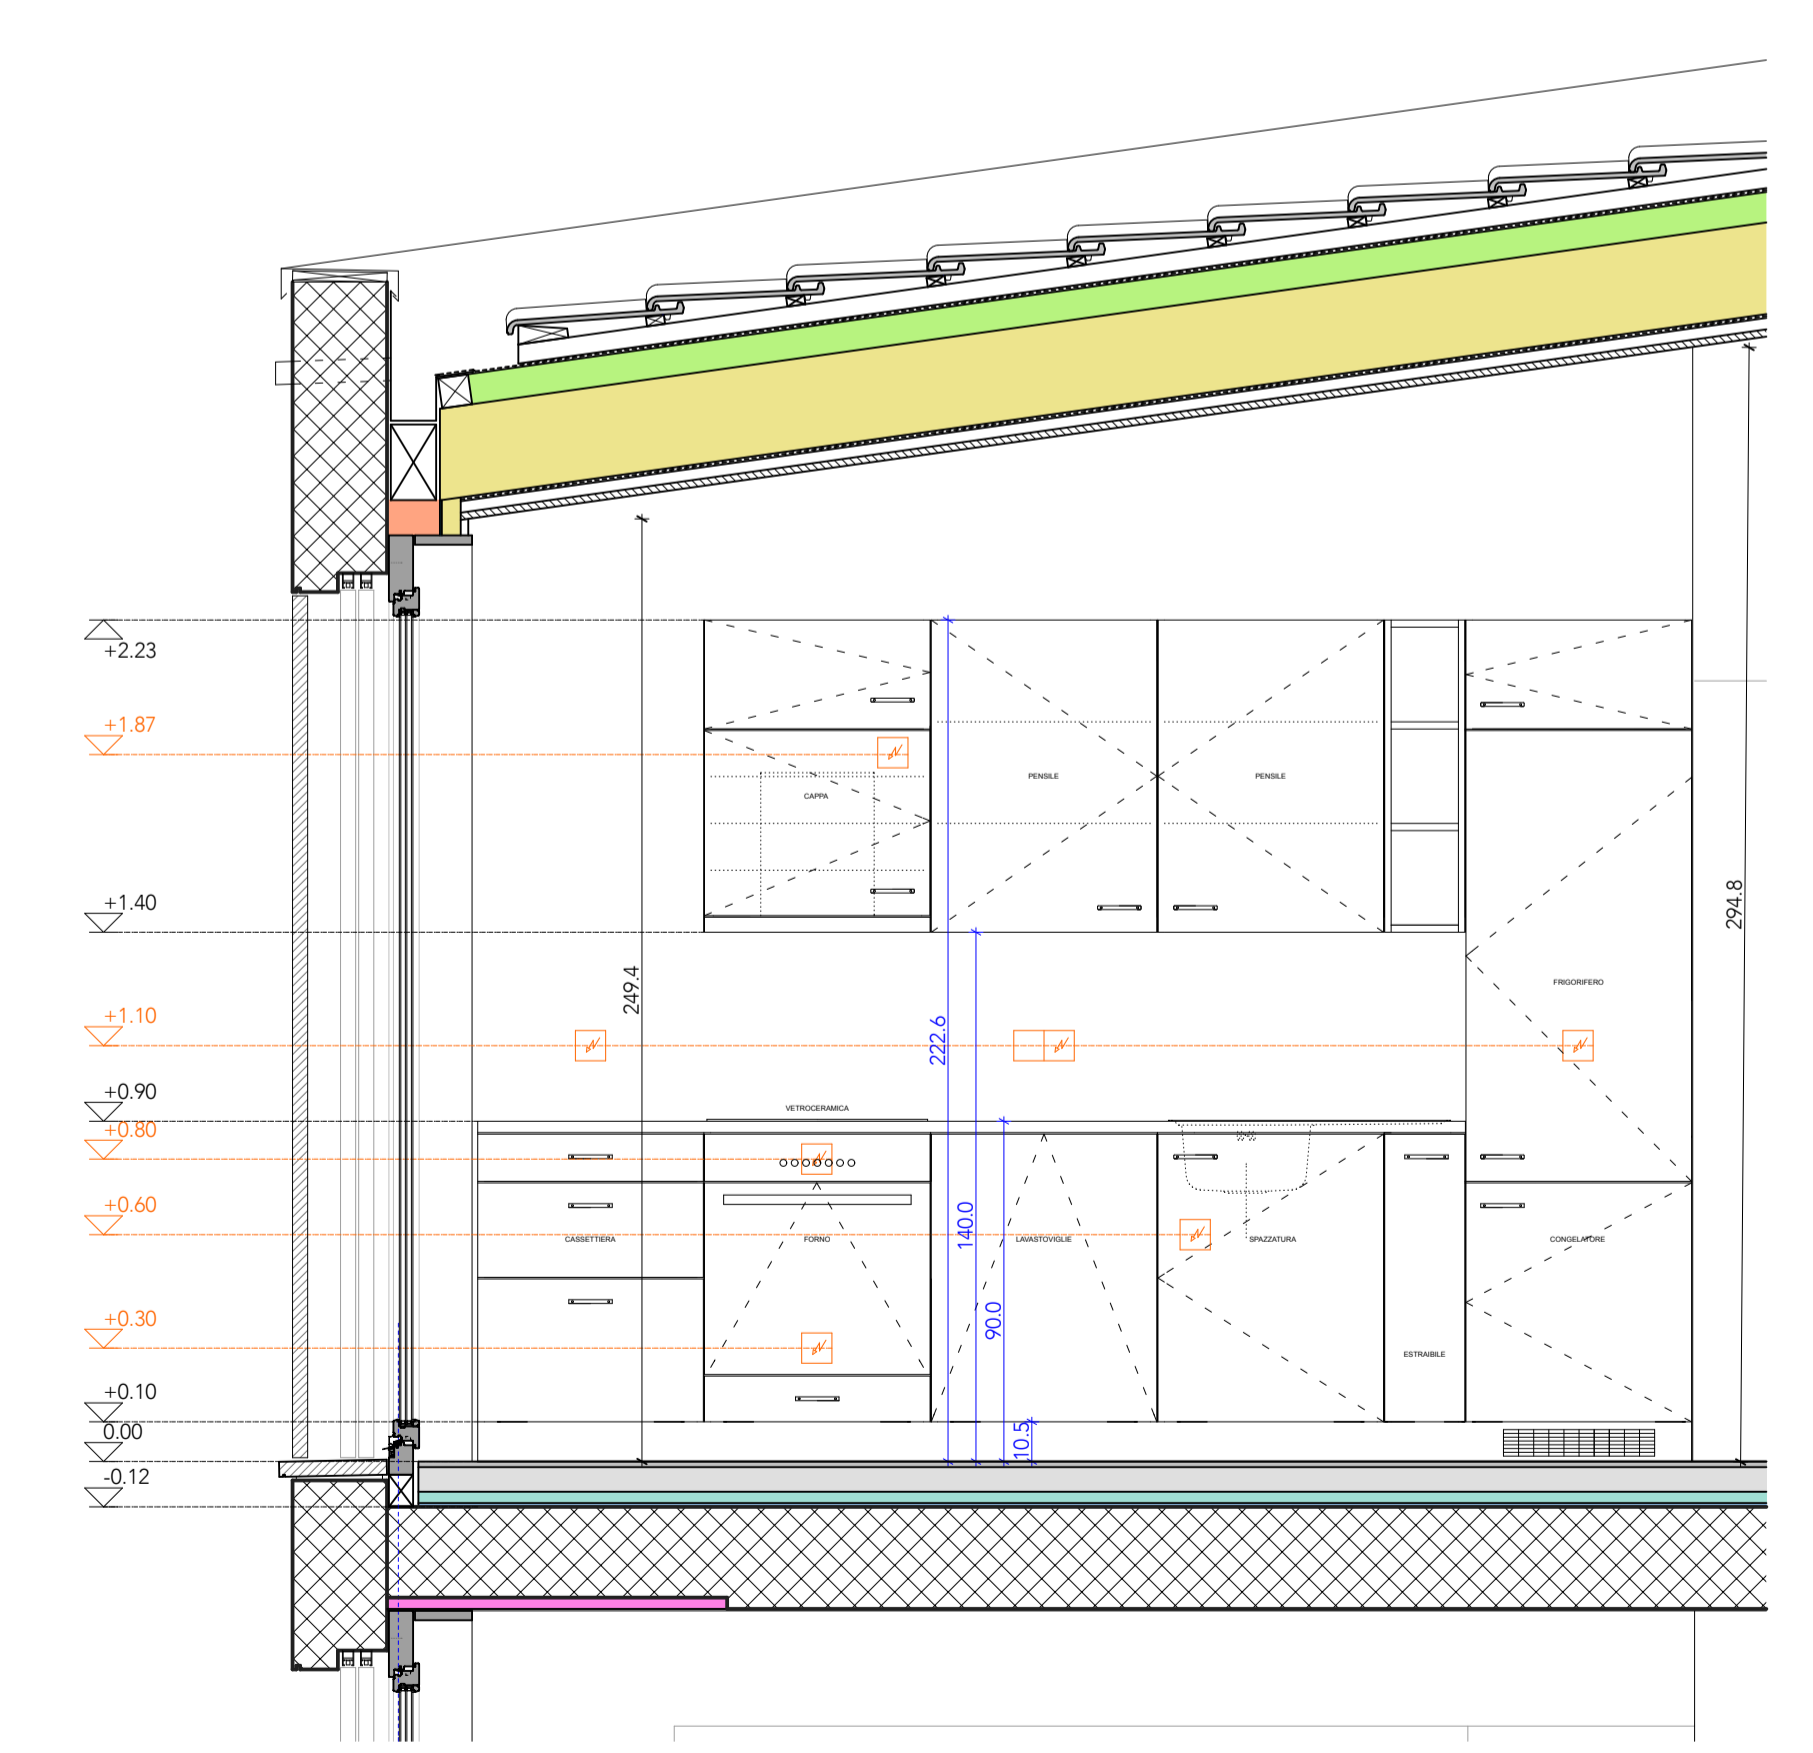 +2.23
+1.87
PENSILE
PENSILE
CAPPA
+1.40
294.8
249.4
FRIGORIFERO
+1.10
222.6
+0.90
VETROCERAMICA
+0.80
+0.60
140.0
CASSETTIERA
FORNO
LAVASTOVIGLIE
SPAZZATURA
CONGELATORE
+0.30
90.0
ESTRAIBILE
+0.10
0.00
10.5
-0.12